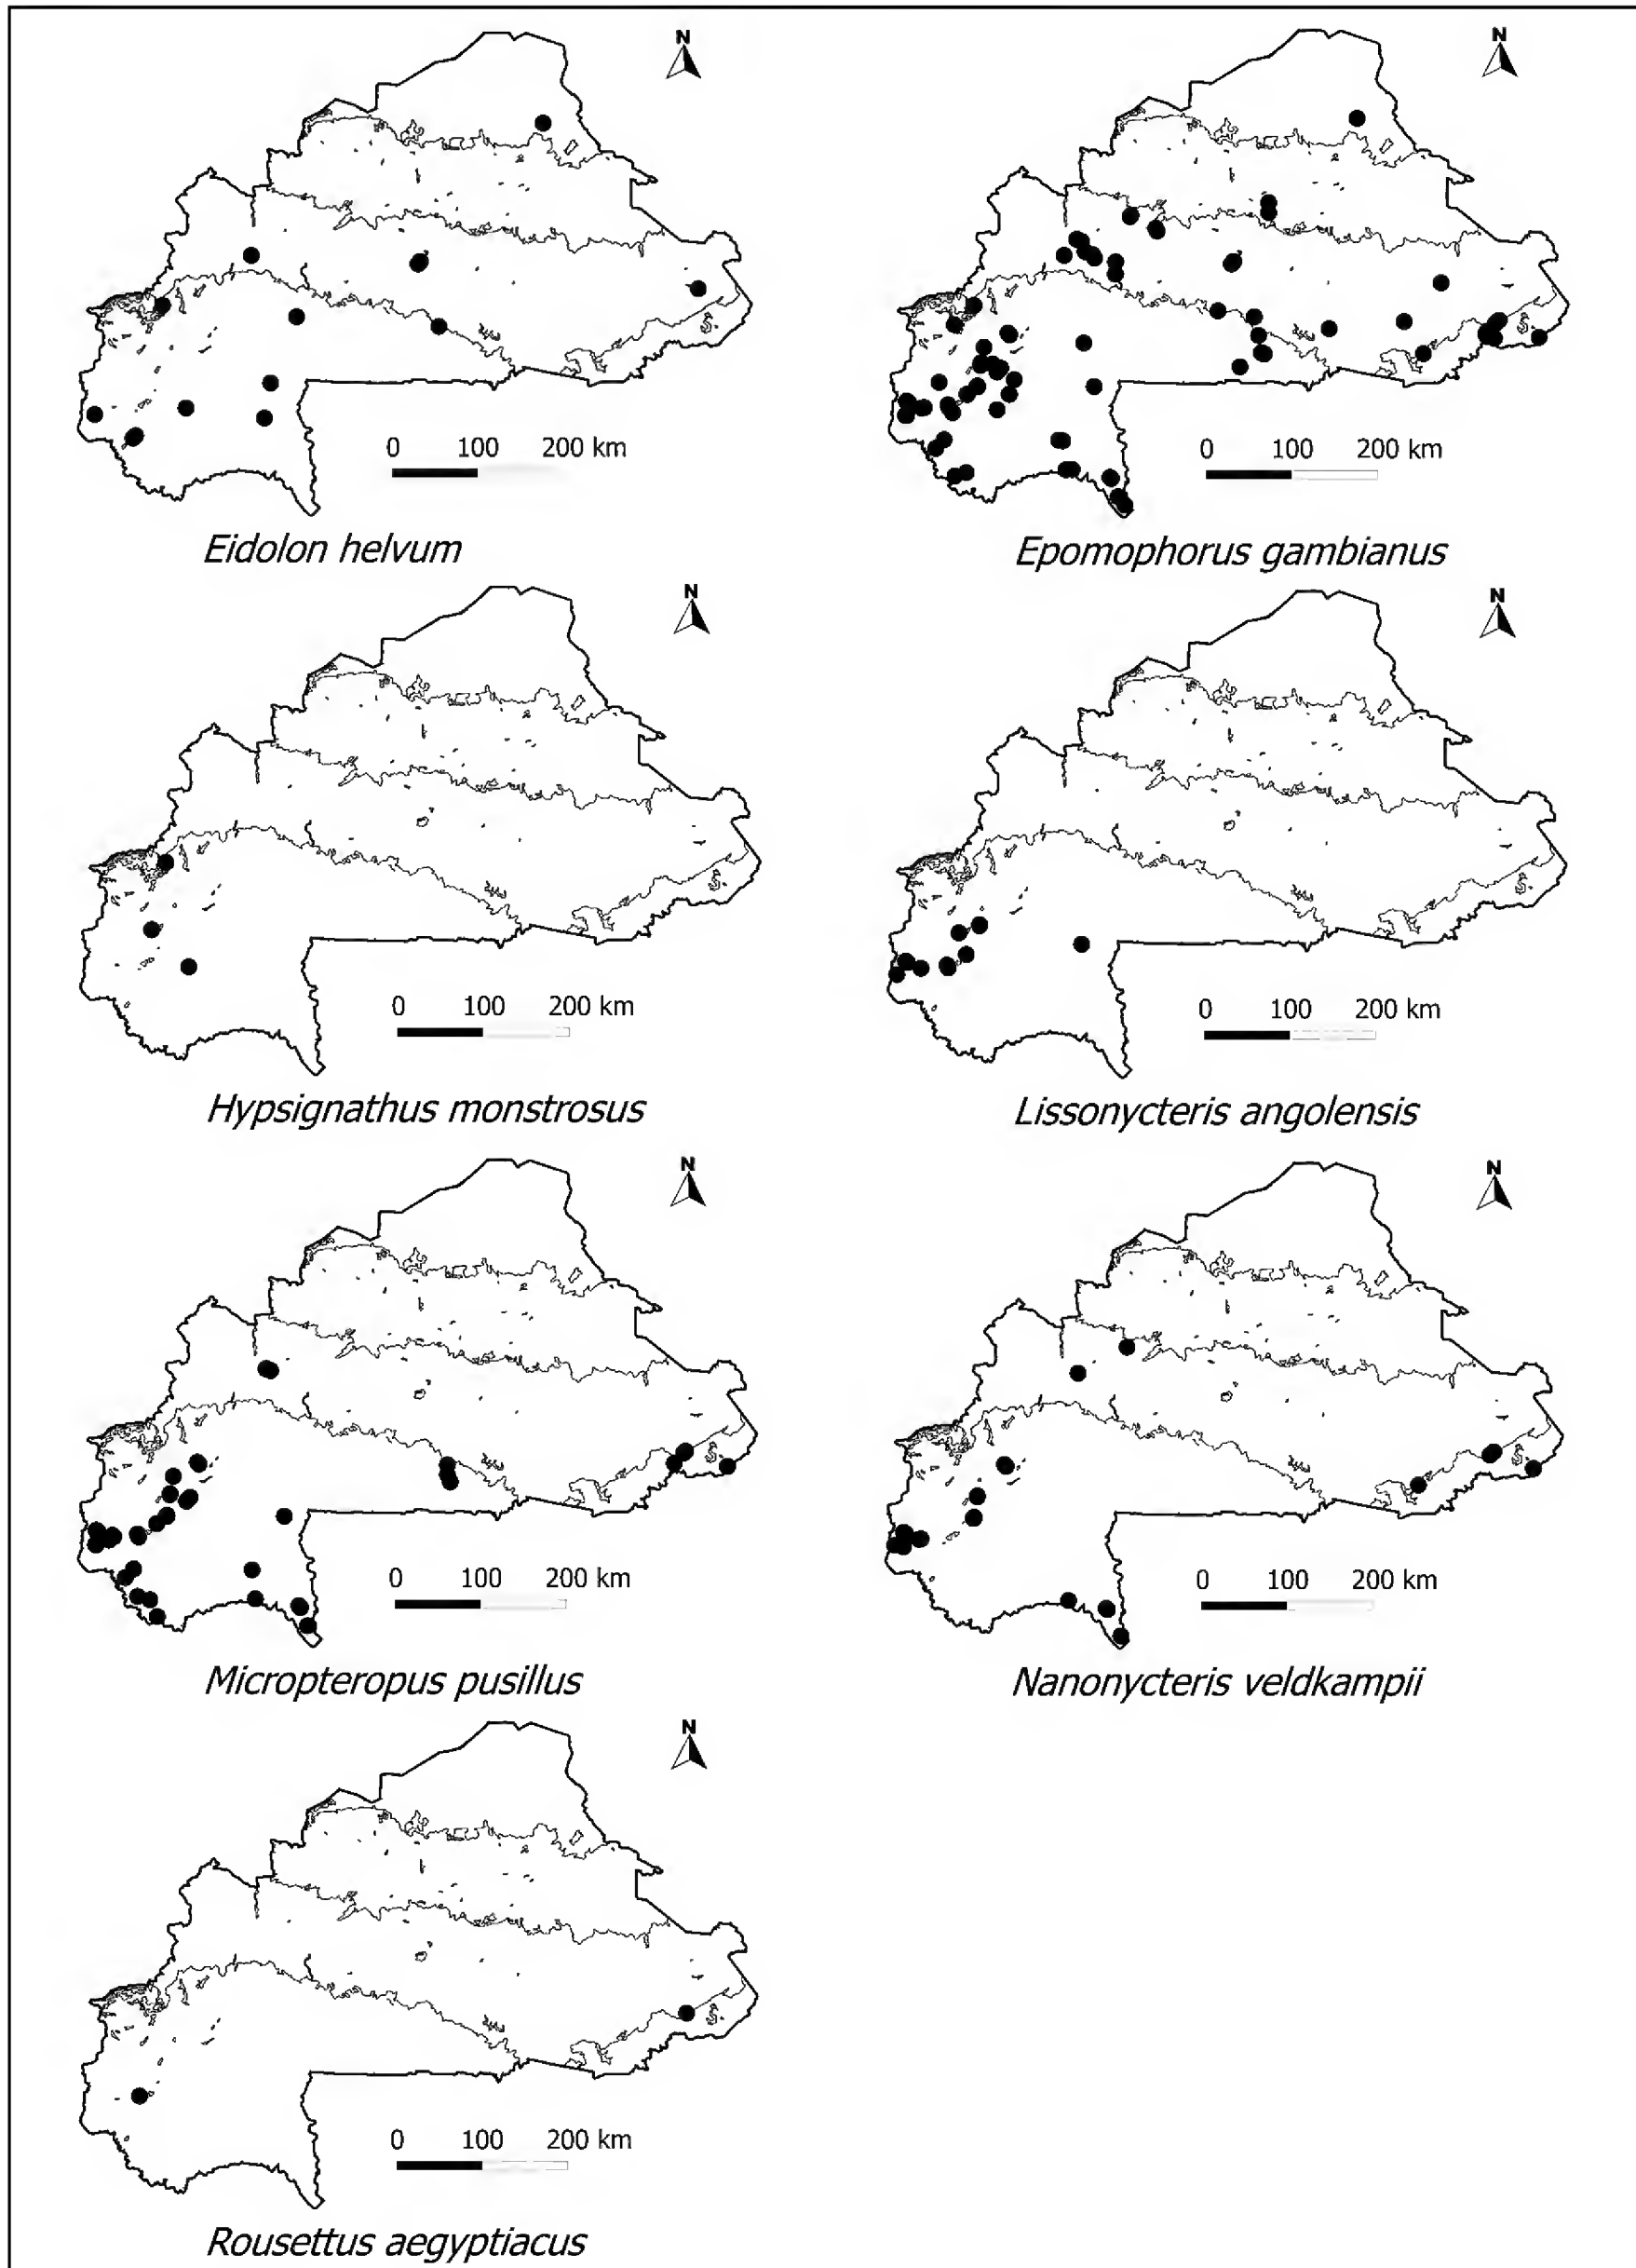 N
N
0 100 200 km
0 100 200 km
Eidolon helvum
Epomophorus gambianus
N
N
0 100 200 km
0 100 200 km
Hypsignathus monstrosus
Lissonycteris angolensis
N
N
0 100 200 km
0 100 200 km
Micropteropus pusillus
Nanonycteris veldkampii
N
0 100 200 km
Rousettus aegyptiacus